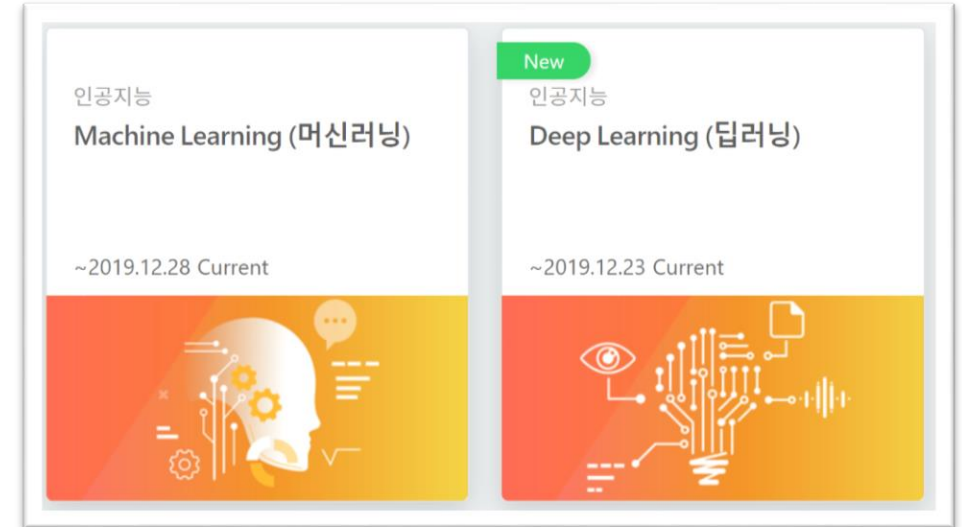 인공지능
Machine Learning (머신러닝)
~2019.12.28 Current
New
인공지능
Deep Learning (딥러닝)
~2019.12.23 Current